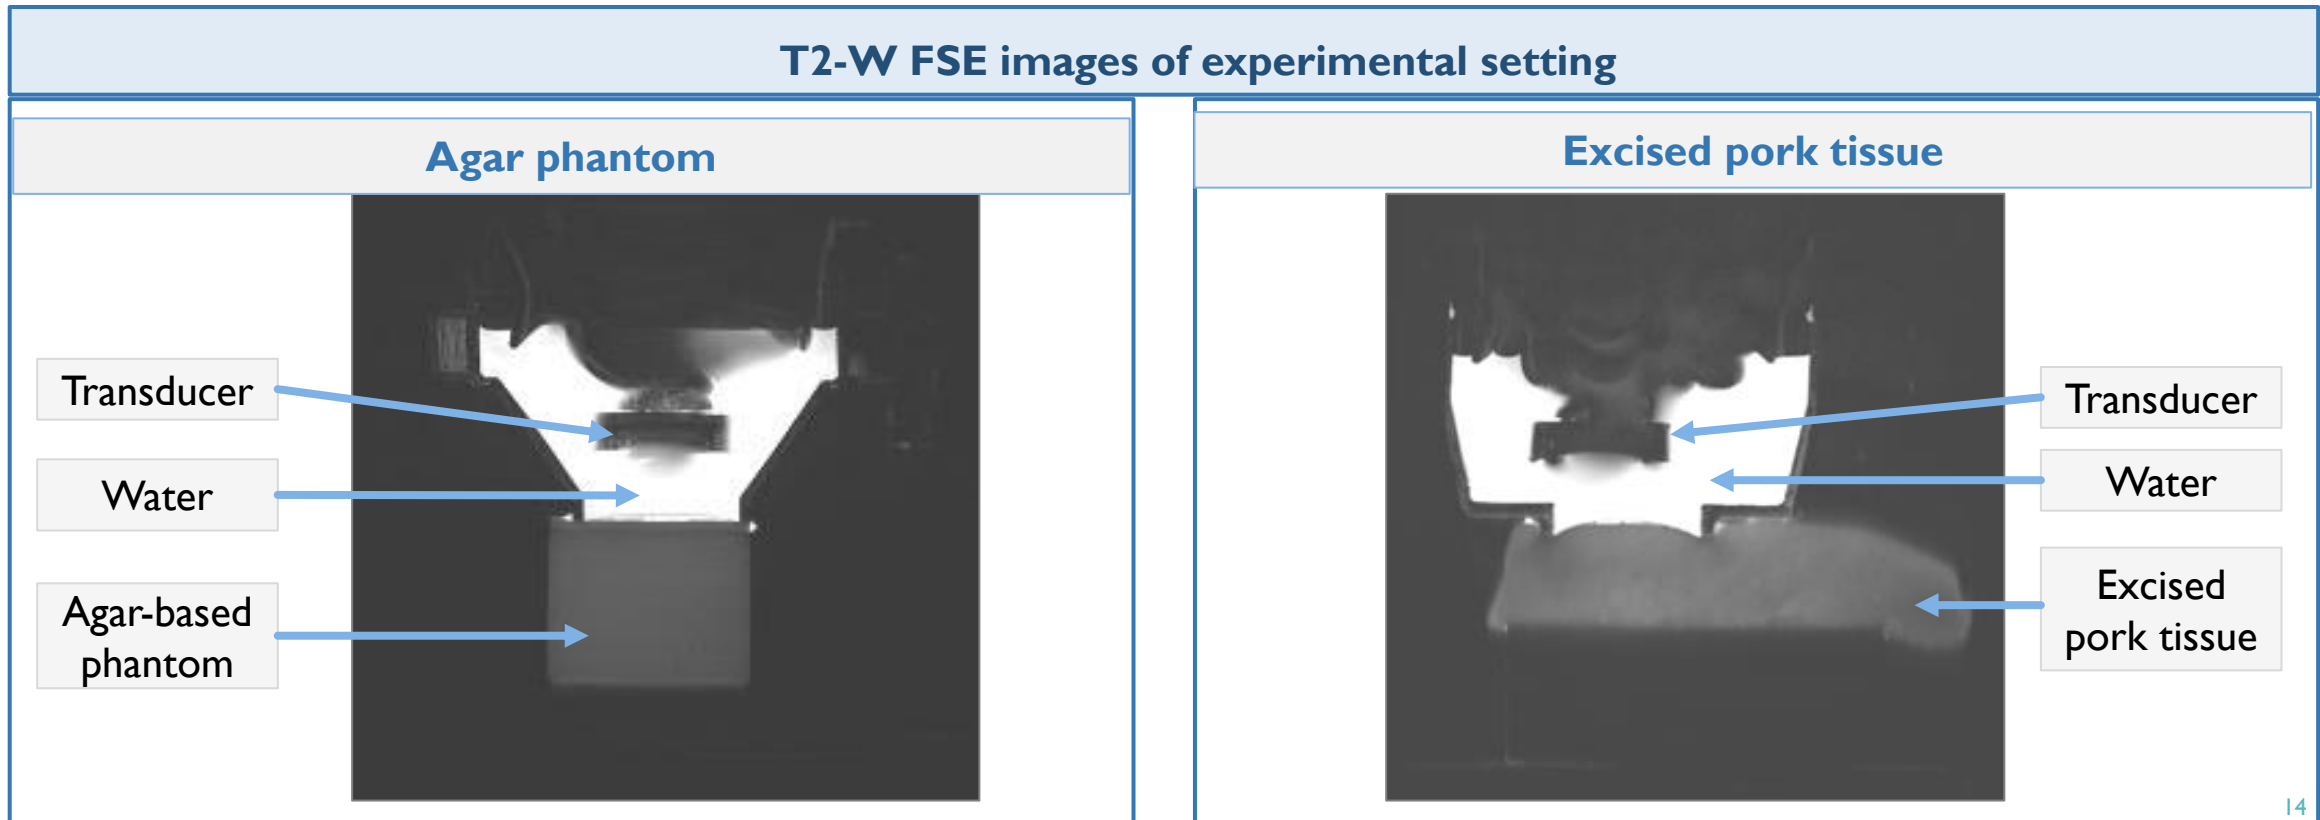 T2-W FSE images of experimental setting
Agar phantom
Transducer
Water
Agar-based
phantom
Excised pork tissue
Transducer
Water
Excised
pork tissue
14